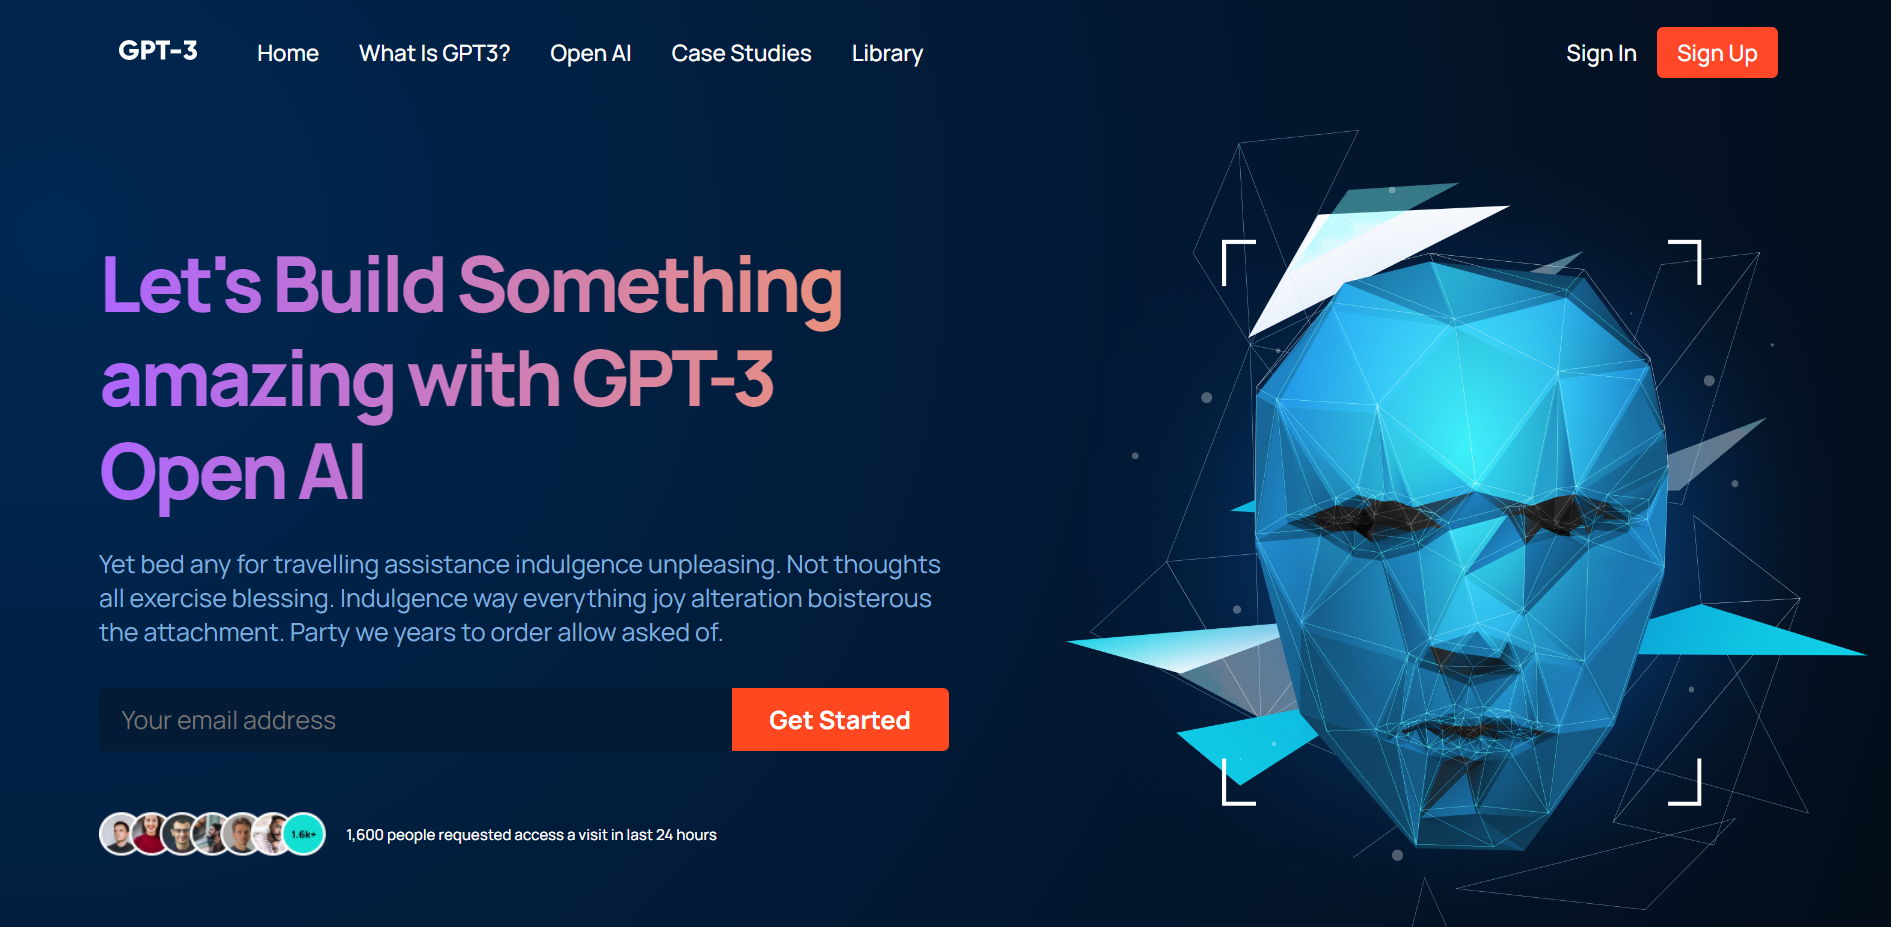 GPT-3
Home
What Is GPT3?
Open AI
Case Studies
Library
Sign In
Sign Up
Let's Build Something
amazing with GPT-3
Open AI
Yet bed any for travelling assistance indulgence unpleasing. Not thoughts
all exercise blessing. Indulgence way everything joy alteration boisterous
the attachment. Party we years to order allow asked of.
Your email address
Get Started
1.6k+
1,600 people requested access a visit in last 24 hours